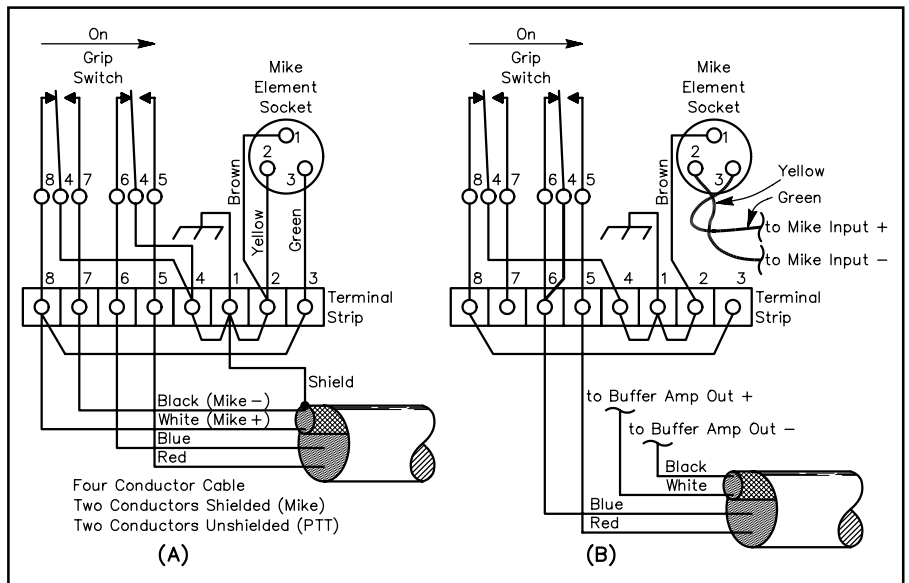 On
Grip
Switch
Mike
Element
Socket
1
2
3
8 4 7 6 4 5
Brown
Yellow
Green
8 7 6 5 4 1 2 3
Terminal
Strip
Shield
Black (Mike –)
White (Mike +)
Blue
Red
Four Conductor Cable
Two Conductors Shielded (Mike)
Two Conductors Unshielded (PTT)
(A)
On
Grip
Switch
Mike
Element
Socket
1
2
3
8 4 7 6 4 5
Brown
Yellow
Green
to Mike Input +
to Mike Input –
8 7 6 5 4 1 2 3
Terminal
Strip
to Buffer Amp Out +
to Buffer Amp Out –
Black
White
Blue
Red
(B)